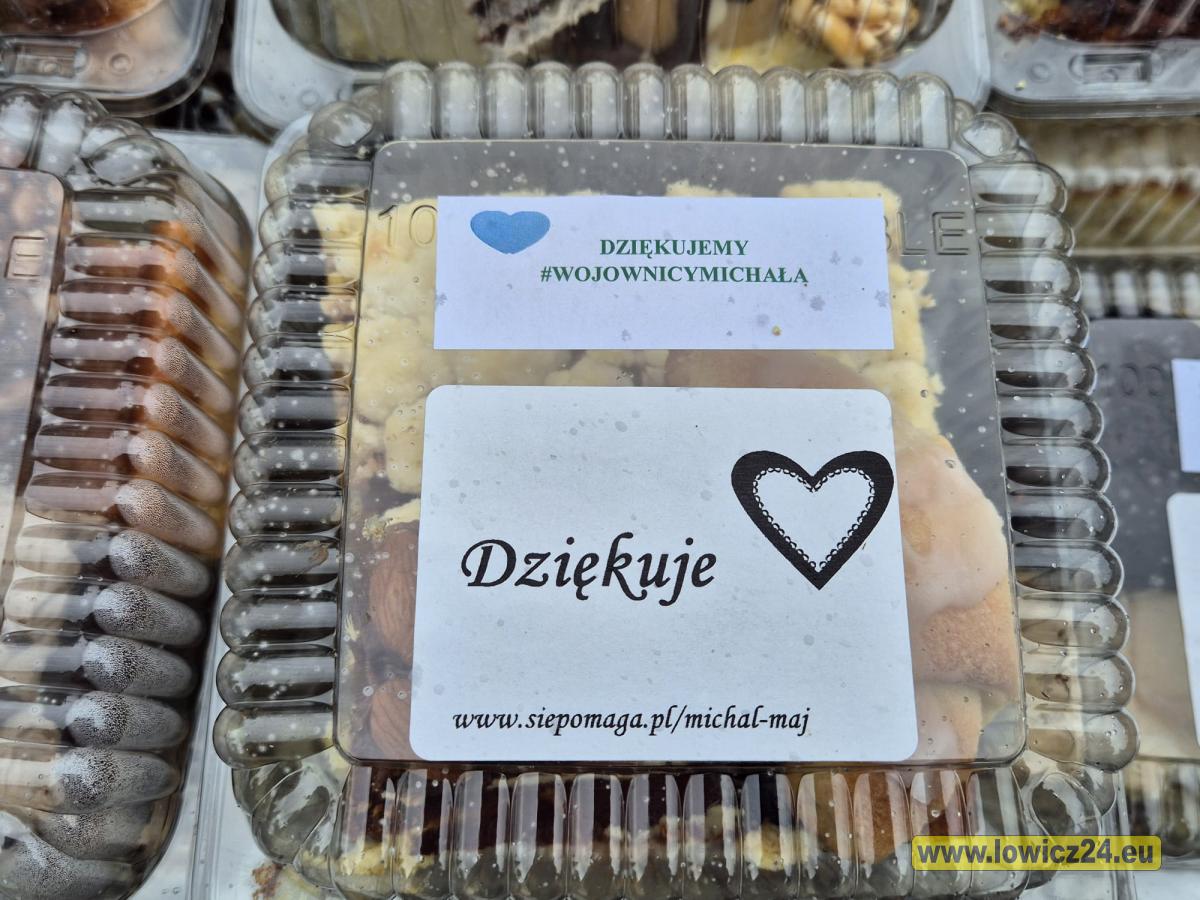 DZIĘKUJEMY
#WOJOWNICYMICHAŁA
Dziękuje
www.siepomaga.pl/michal-maj
www.lowicz24.eu